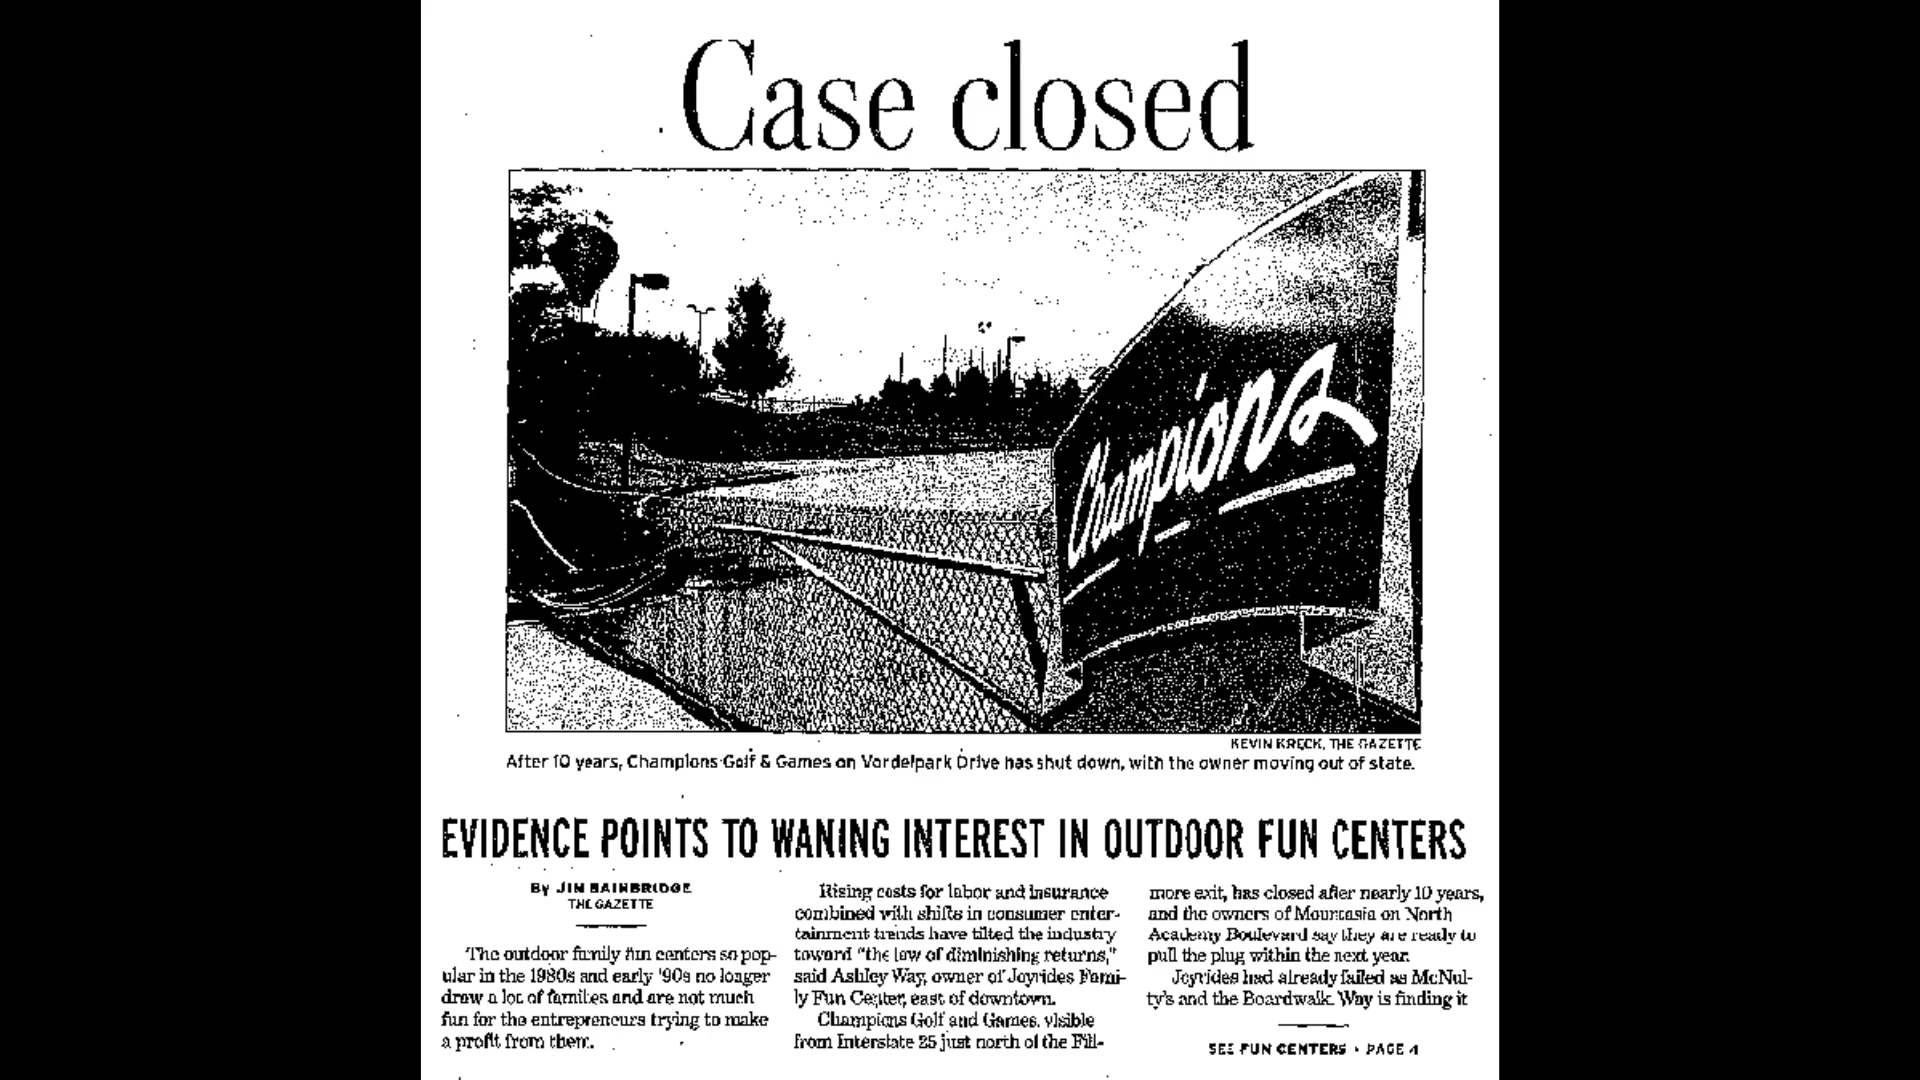 Case closed
Champions
KEVIN KRECK, THE GAZETTE
After 10 years, Champions Golf & Games on Vordelpark Drive has shut down, with the owner moving out of state.
EVIDENCE POINTS TO WANING INTEREST IN OUTDOOR FUN CENTERS
By JIM BAINBRIDGE
THE GAZETTE
The outdoor family fun centers so pop-
ular in the 1980s and early '90s no longer
draw a lot of families and are not much
fun for the entrepreneurs trying to make
a profit from them.
Rising costs for labor and insurance
combined with shifts in consumer enter-
tainment trends have tilted the industry
toward "the law of diminishing returns,"
said Ashley Way, owner of Joyrides Fami-
ly Fun Center, east of downtown.
Champions Golf and Games, visible
from Interstate 25 just north of the Fill-
more exit, has closed after nearly 10 years,
and the owners of Mountasia on North
Academy Boulevard say they are ready to
pull the plug within the next year.
Joyrides had already failed as McNul-
ty's and the Boardwalk. Way is finding it
SEE FUN CENTERS • PAGE 4